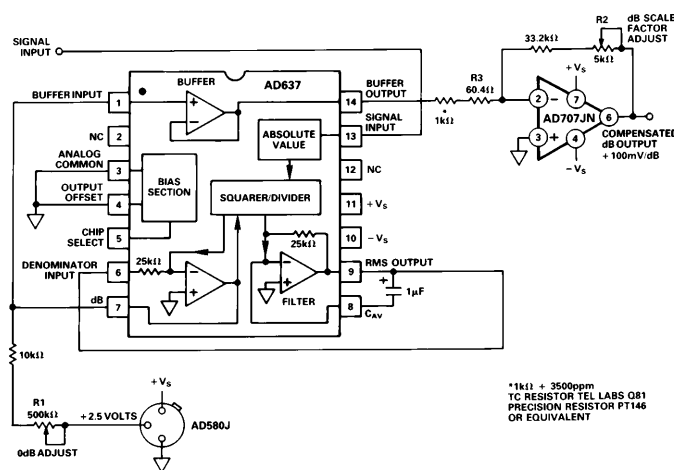 SIGNAL
INPUT
BUFFER INPUT
1
NC
2
ANALOG
COMMON
3
OUTPUT
OFFSET
4
CHIP
SELECT
5
DENOMINATOR
INPUT
6
dB
7
BUFFER
AD637
ABSOLUTE
VALUE
BIAS
SECTION
SQUARER/DIVIDER
25kΩ
25kΩ
FILTER
+
−
+
−
+
−
14
BUFFER
OUTPUT
13
SIGNAL
INPUT
12
NC
11
+VS
10
−VS
9
RMS OUTPUT
8
CAV
+
1µF
*
1kΩ
R3
60.4Ω
33.2kΩ
R2
5kΩ
dB SCALE
FACTOR
ADJUST
+VS
2
−
7
AD707JN
6
3
+
4
−VS
COMPENSATED
dB OUTPUT
+ 100mV/dB
10kΩ
R1
500kΩ
0dB ADJUST
+2.5 VOLTS
+VS
AD580J
*1kΩ + 3500ppm
TC RESISTOR TEL LABS Q81
PRECISION RESISTOR PT146
OR EQUIVALENT